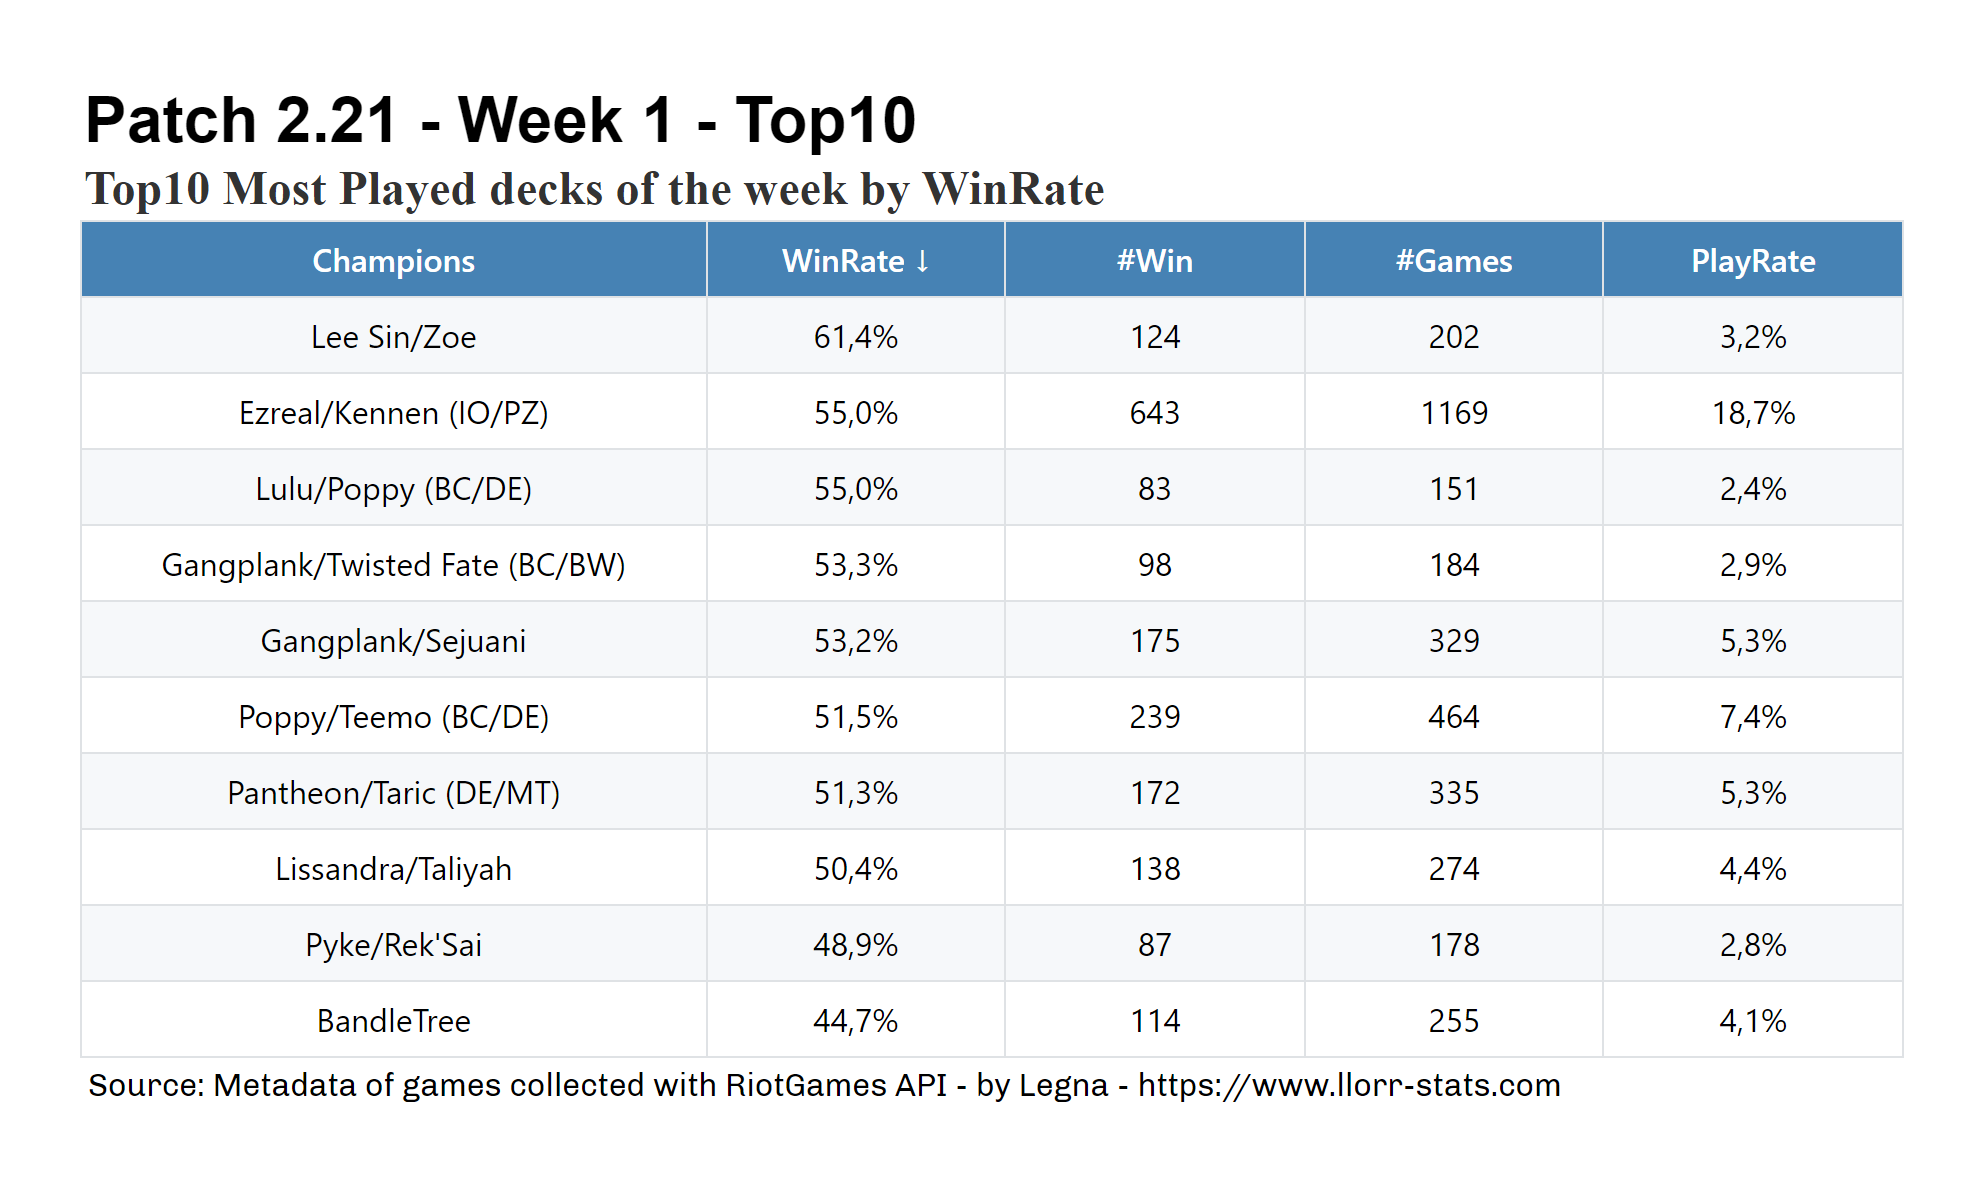 Patch 2.21 - Week 1 - Top10
Top10 Most Played decks of the week by WinRate
Champions WinRate ↓ #Win #Games PlayRate
Lee Sin/Zoe 61,4% 124 202 3,2%
Ezreal/Kennen (IO/PZ) 55,0% 643 1169 18,7%
Lulu/Poppy (BC/DE) 55,0% 83 151 2,4%
Gangplank/Twisted Fate (BC/BW) 53,3% 98 184 2,9%
Gangplank/Sejuani 53,2% 175 329 5,3%
Poppy/Teemo (BC/DE) 51,5% 239 464 7,4%
Pantheon/Taric (DE/MT) 51,3% 172 335 5,3%
Lissandra/Taliyah 50,4% 138 274 4,4%
Pyke/Rek'Sai 48,9% 87 178 2,8%
BandleTree 44,7% 114 255 4,1%
Source: Metadata of games collected with RiotGames API - by Legna - https://www.llorr-stats.com